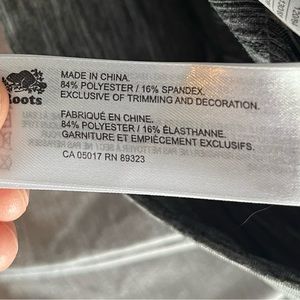 oots
MADE IN CHINA.
84% POLYESTER / 16% SPANDEX.
EXCLUSIVE OF TRIMMING AND DECORATION.
FABRIQUÉ EN CHINE.
84% POLYESTER / 16% ÉLASTHANNE.
GARNITURE ET EMPIÈCEMENT EXCLUSIFS.
CA 05017 RN 89323